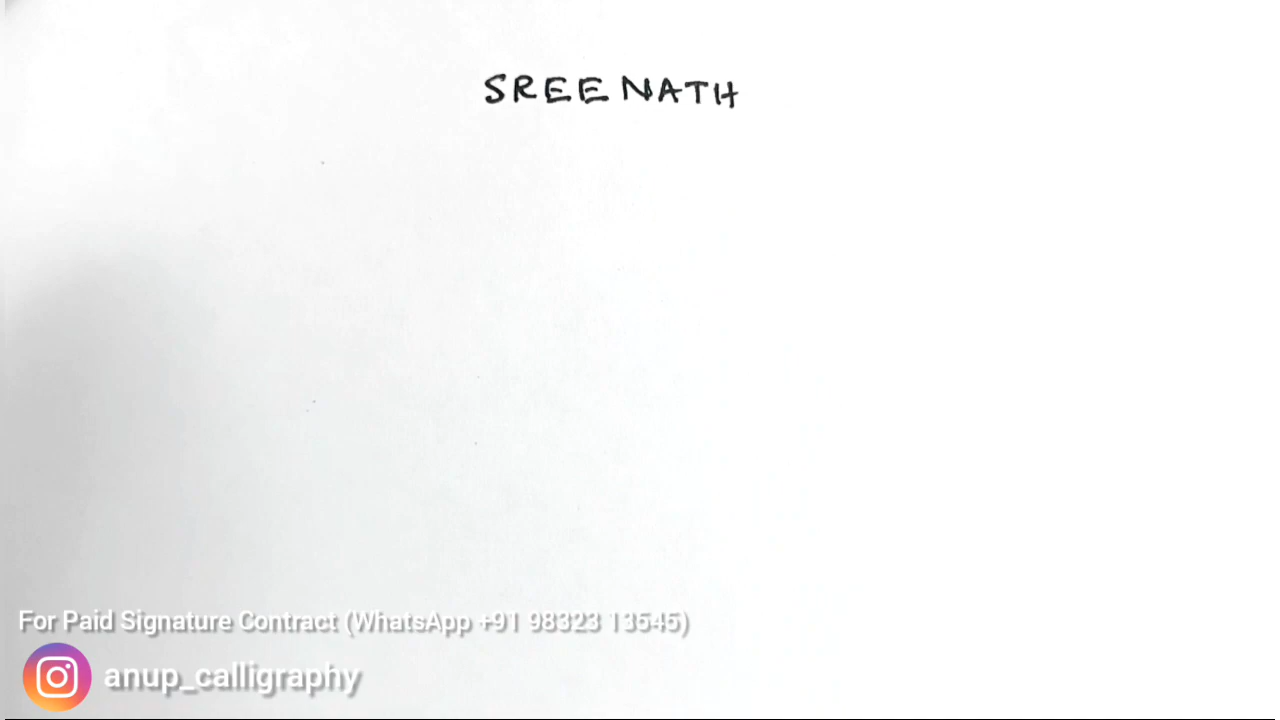 SREENATH
For Paid Signature Contract (WhatsApp +91 98323 13545)
anup_calligraphy